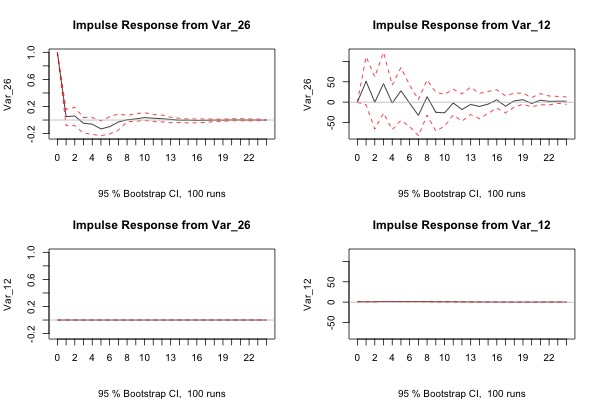 Impulse Response from Var_26
Var_26
1.0
0.6
0.2
-0.2
0 2 4 6 8 10 13 16 19 22
95 % Bootstrap CI, 100 runs
Impulse Response from Var_12
Var_26
50
0
-50
0 2 4 6 8 10 13 16 19 22
95 % Bootstrap CI, 100 runs
Impulse Response from Var_26
Var_12
1.0
0.6
0.2
-0.2
0 2 4 6 8 10 13 16 19 22
95 % Bootstrap CI, 100 runs
Impulse Response from Var_12
Var_12
50
0
-50
0 2 4 6 8 10 13 16 19 22
95 % Bootstrap CI, 100 runs